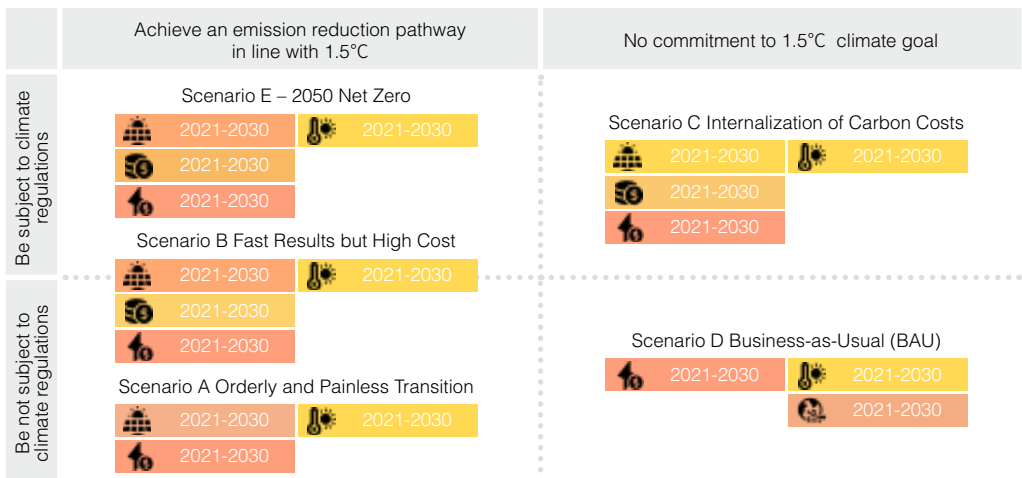 Achieve an emission reduction pathway
in line with 1.5°C
No commitment to 1.5°C climate goal
Be subject to climate
regulations
Scenario E – 2050 Net Zero
2021-2030 2021-2030
2021-2030
2021-2030
Scenario C Internalization of Carbon Costs
2021-2030 2021-2030
2021-2030
2021-2030
Scenario B Fast Results but High Cost
2021-2030 2021-2030
2021-2030
2021-2030
Be not subject to
climate regulations
Scenario A Orderly and Painless Transition
2021-2030 2021-2030
2021-2030
Scenario D Business-as-Usual (BAU)
2021-2030 2021-2030
2021-2030